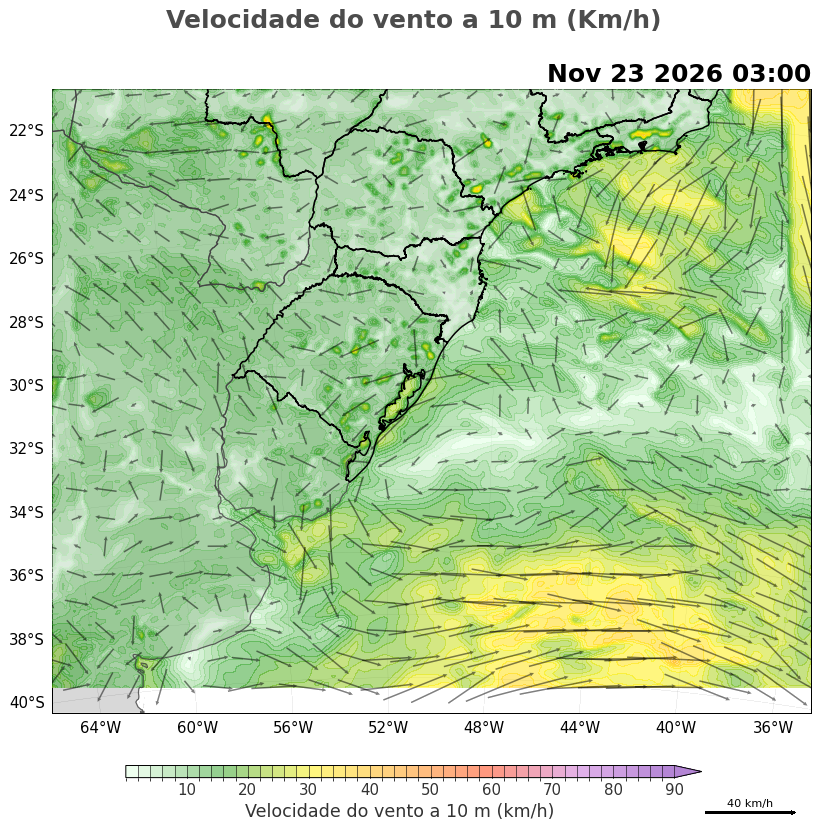 Velocidade do vento a 10 m (Km/h)
Nov 23 2026 03:00
22°S
24°S
26°S
28°S
30°S
32°S
34°S
36°S
38°S
40°S
64°W 60°W 56°W 52°W 48°W 44°W 40°W 36°W
10 20 30 40 50 60 70 80 90
Velocidade do vento a 10 m (km/h)
40 km/h